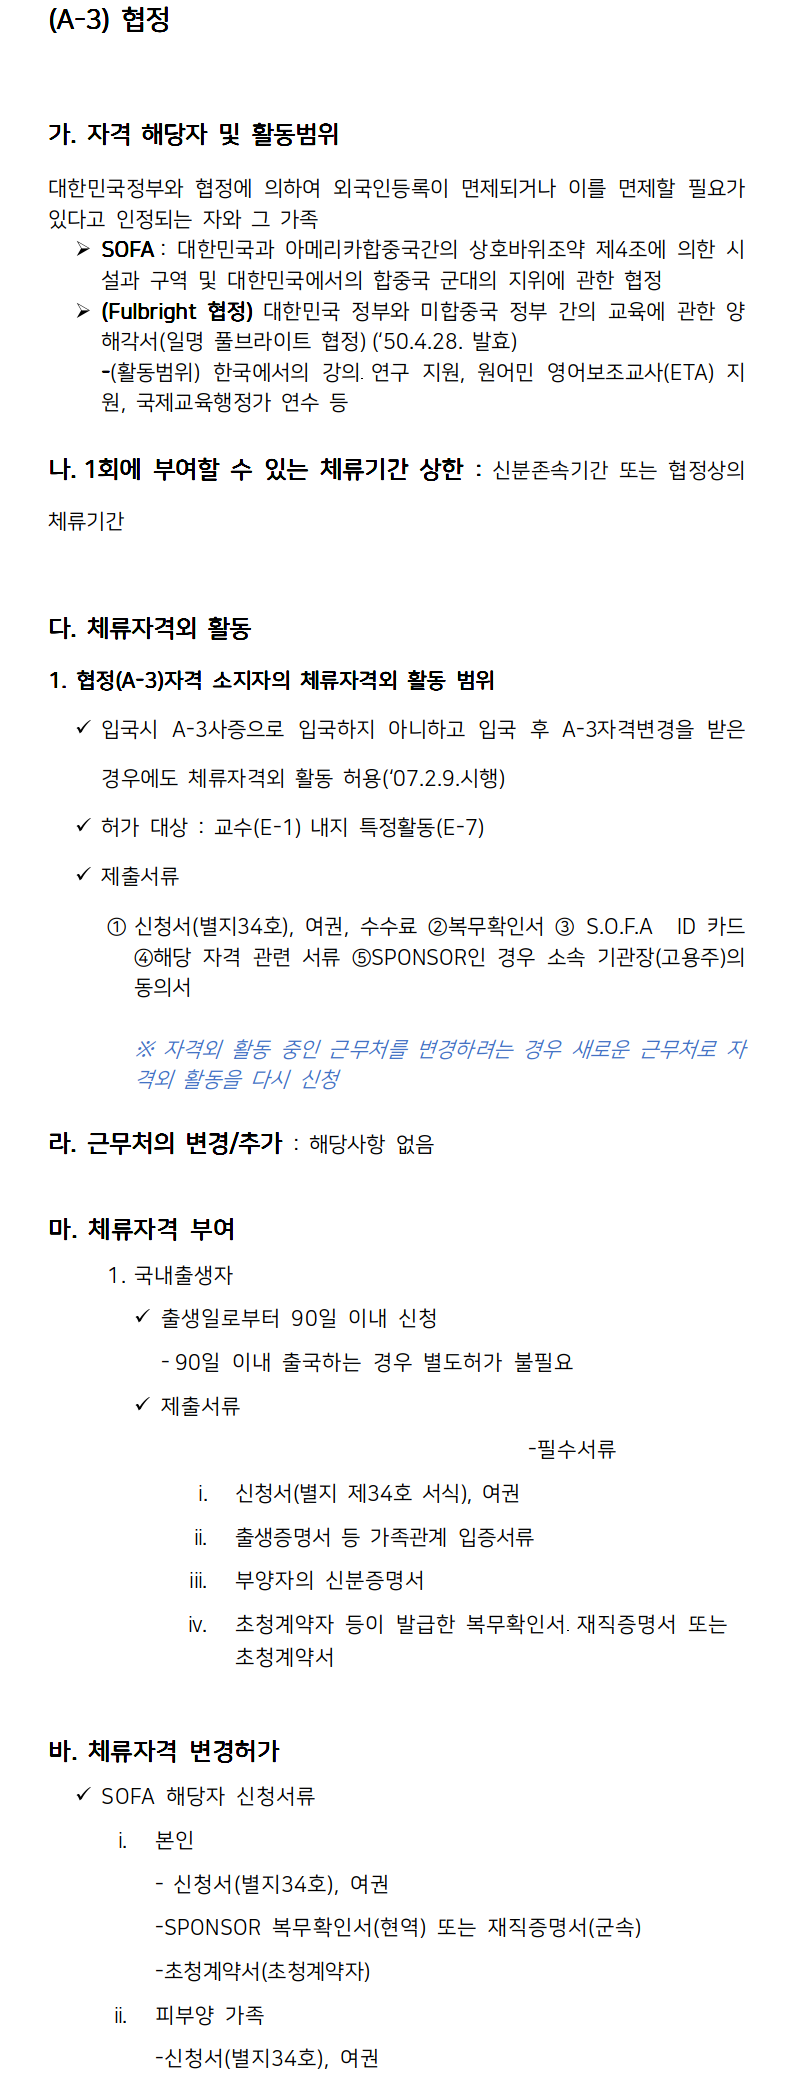 (A-3) 협정
가. 자격 해당자 및 활동범위
대한민국정부와 협정에 의하여 외국인등록이 면제되거나 이를 면제할 필요가
있다고 인정되는 자와 그 가족
➢ SOFA : 대한민국과 아메리카합중국간의 상호바위조약 제4조에 의한 시
설과 구역 및 대한민국에서의 합중국 군대의 지위에 관한 협정
➢ (Fulbright 협정) 대한민국 정부와 미합중국 정부 간의 교육에 관한 양
해각서(일명 풀브라이트 협정) (‘50.4.28. 발효)
-(활동범위) 한국에서의 강의. 연구 지원, 원어민 영어보조교사(ETA) 지
원, 국제교육행정가 연수 등
나. 1회에 부여할 수 있는 체류기간 상한 : 신분존속기간 또는 협정상의
체류기간
다. 체류자격외 활동
1. 협정(A-3)자격 소지자의 체류자격외 활동 범위
✓ 입국시 A-3사증으로 입국하지 아니하고 입국 후 A-3자격변경을 받은
경우에도 체류자격외 활동 허용(‘07.2.9.시행)
✓ 허가 대상 : 교수(E-1) 내지 특정활동(E-7)
✓ 제출서류
① 신청서(별지34호), 여권, 수수료 ②복무확인서 ③ S.O.F.A ID 카드
④해당 자격 관련 서류 ⑤SPONSOR인 경우 소속 기관장(고용주)의
동의서
※ 자격외 활동 중인 근무처를 변경하려는 경우 새로운 근무처로 자
격외 활동을 다시 신청
라. 근무처의 변경/추가 : 해당사항 없음
마. 체류자격 부여
1. 국내출생자
✓ 출생일로부터 90일 이내 신청
- 90일 이내 출국하는 경우 별도허가 불필요
✓ 제출서류
-필수서류
i. 신청서(별지 제34호 서식), 여권
ii. 출생증명서 등 가족관계 입증서류
iii. 부양자의 신분증명서
iv. 초청계약자 등이 발급한 복무확인서. 재직증명서 또는
초청계약서
바. 체류자격 변경허가
✓ SOFA 해당자 신청서류
i. 본인
- 신청서(별지34호), 여권
-SPONSOR 복무확인서(현역) 또는 재직증명서(군속)
-초청계약서(초청계약자)
ii. 피부양 가족
-신청서(별지34호), 여권